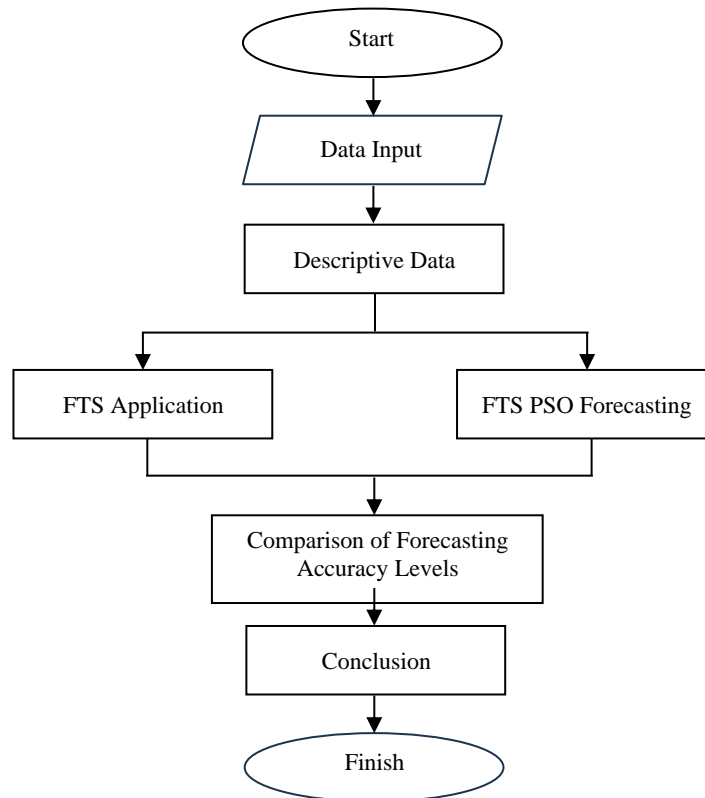 Start
Data Input
Descriptive Data
FTS Application
FTS PSO Forecasting
Comparison of Forecasting
Accuracy Levels
Conclusion
Finish